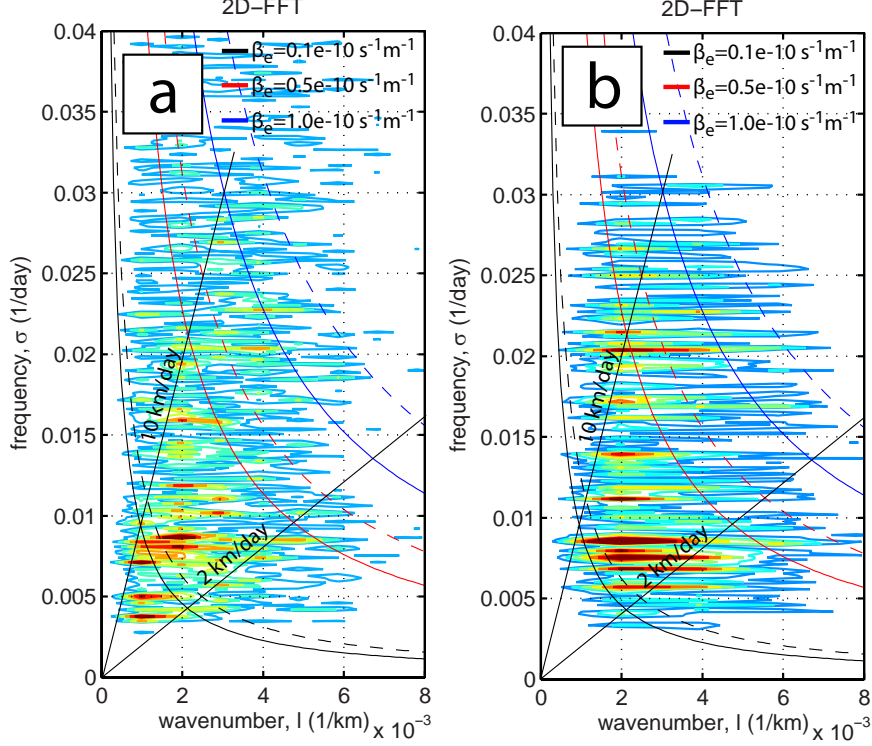 2D–FFT
a
βe=0.1e-10 s⁻¹m⁻¹
βe=0.5e-10 s⁻¹m⁻¹
βe=1.0e-10 s⁻¹m⁻¹
0.04
0.035
0.03
0.025
0.02
0.015
0.01
0.005
0
frequency, σ (1/day)
10 km/day
2 km/day
0 2 4 6 8
wavenumber, l (1/km)
x 10⁻³
2D–FFT
b
βe=0.1e-10 s⁻¹m⁻¹
βe=0.5e-10 s⁻¹m⁻¹
βe=1.0e-10 s⁻¹m⁻¹
0.04
0.035
0.03
0.025
0.02
0.015
0.01
0.005
0
frequency, σ (1/day)
10 km/day
2 km/day
0 2 4 6 8
wavenumber, l (1/km)
x 10⁻³